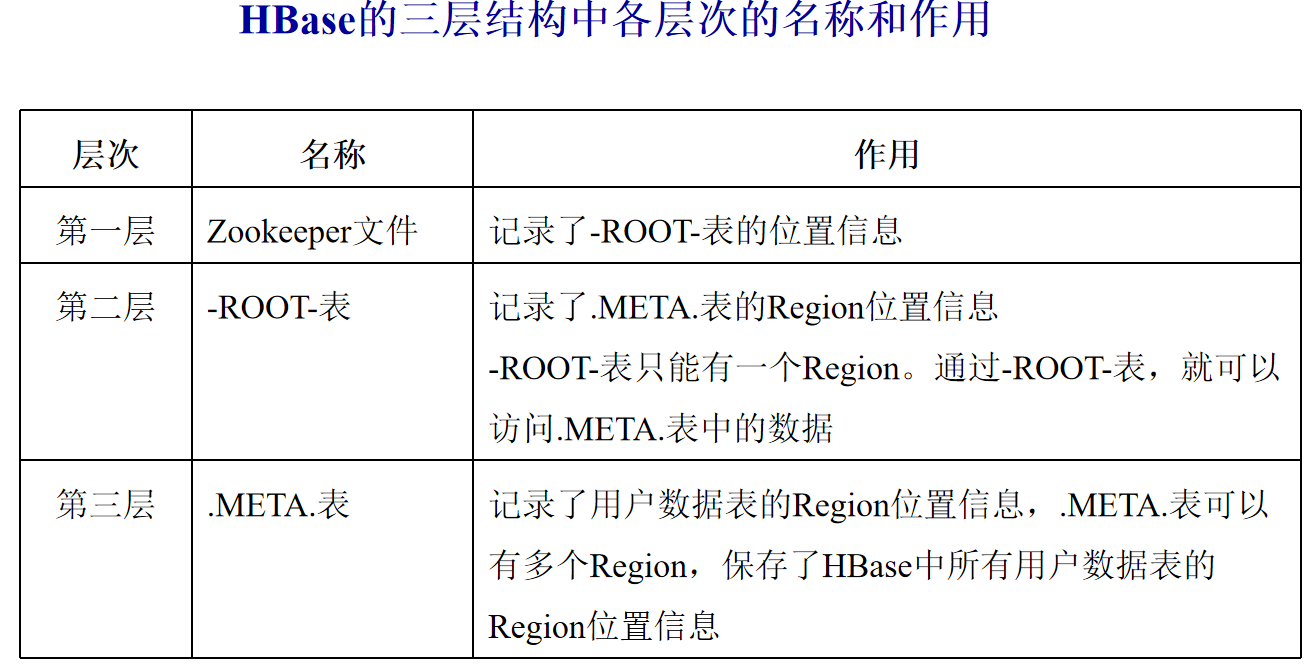 HBase的三层结构中各层次的名称和作用
层次 名称 作用
第一层 Zookeeper文件 记录了-ROOT-表的位置信息
第二层 -ROOT-表 记录了.META.表的Region位置信息
-ROOT-表只能有一个Region。通过-ROOT-表，就可以
访问.META.表中的数据
第三层 .META.表 记录了用户数据表的Region位置信息，.META.表可以
有多个Region，保存了HBase中所有用户数据表的
Region位置信息